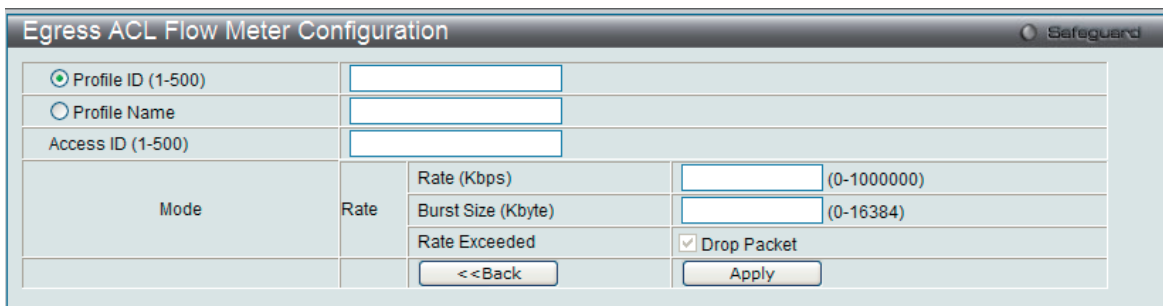 Egress ACL Flow Meter Configuration
Safeguard
Profile ID (1-500)
Profile Name
Access ID (1-500)
Mode
Rate
Rate (Kbps)
(0-1000000)
Burst Size (Kbyte)
(0-16384)
Rate Exceeded
Drop Packet
<<Back
Apply